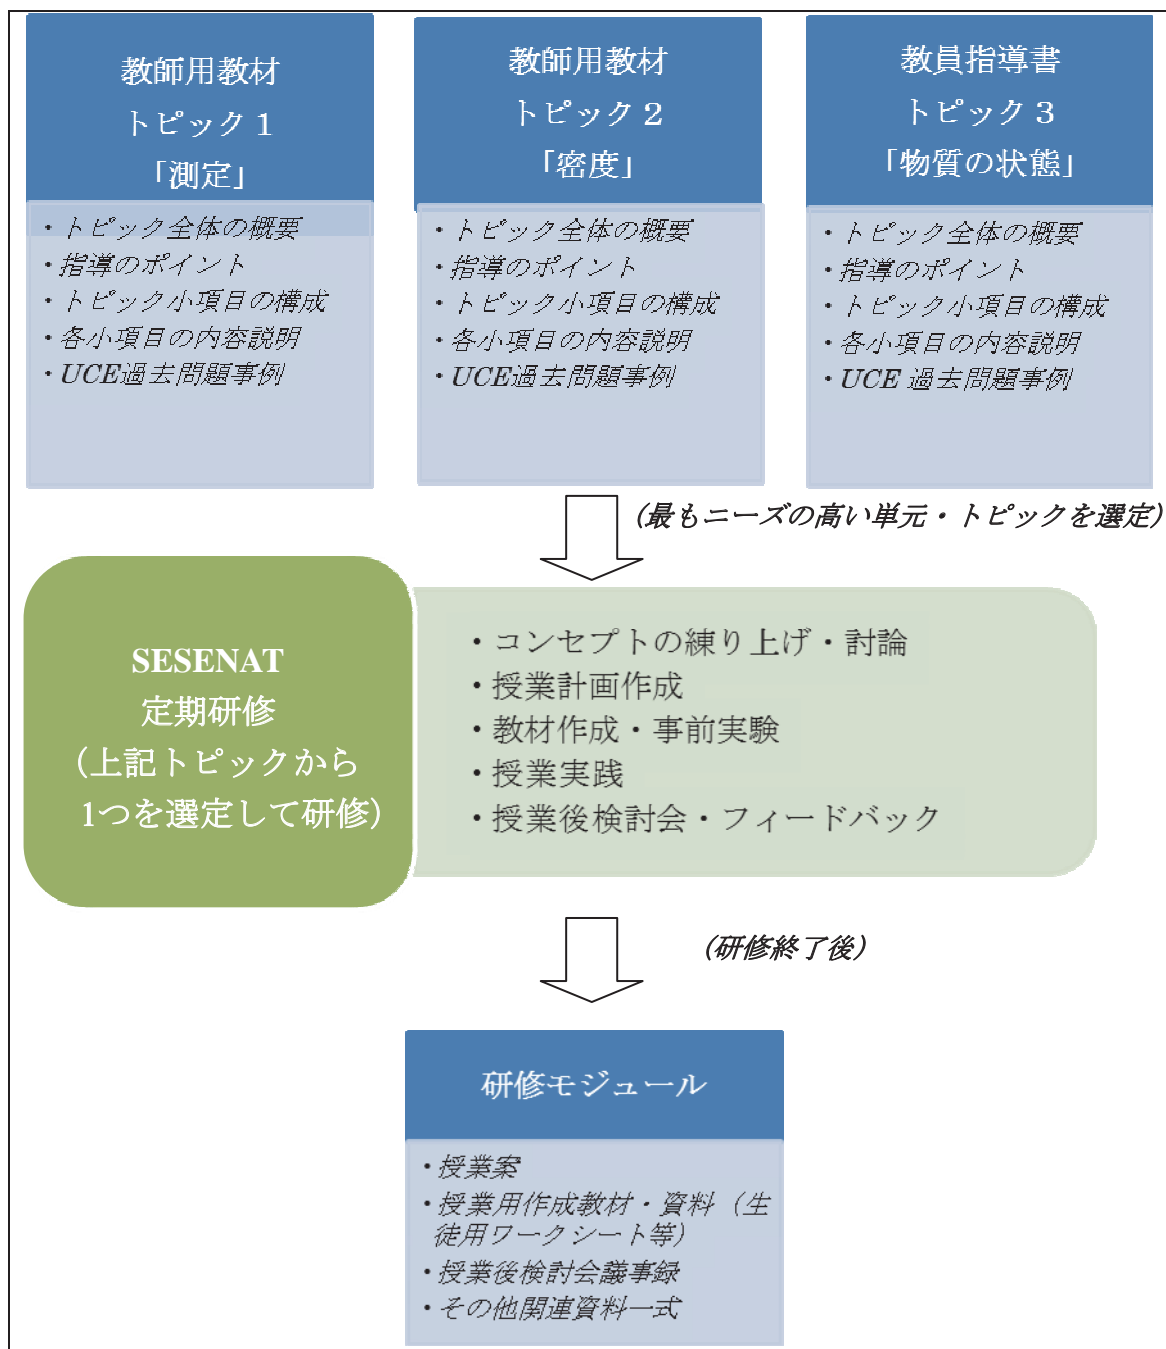 教師用教材
トピック１
「測定」
・トピック全体の概要
・指導のポイント
・トピック小項目の構成
・各小項目の内容説明
・UCE過去問題事例
教師用教材
トピック２
「密度」
・トピック全体の概要
・指導のポイント
・トピック小項目の構成
・各小項目の内容説明
・UCE過去問題事例
教員指導書
トピック３
「物質の状態」
・トピック全体の概要
・指導のポイント
・トピック小項目の構成
・各小項目の内容説明
・UCE 過去問題事例
（最もニーズの高い単元・トピックを選定）
SESENAT
定期研修
（上記トピックから
1つを選定して研修）
・コンセプトの練り上げ・討論
・授業計画作成
・教材作成・事前実験
・授業実践
・授業後検討会・フィードバック
（研修終了後）
研修モジュール
・授業案
・授業用作成教材・資料（生
徒用ワークシート等）
・授業後検討会議事録
・その他関連資料一式